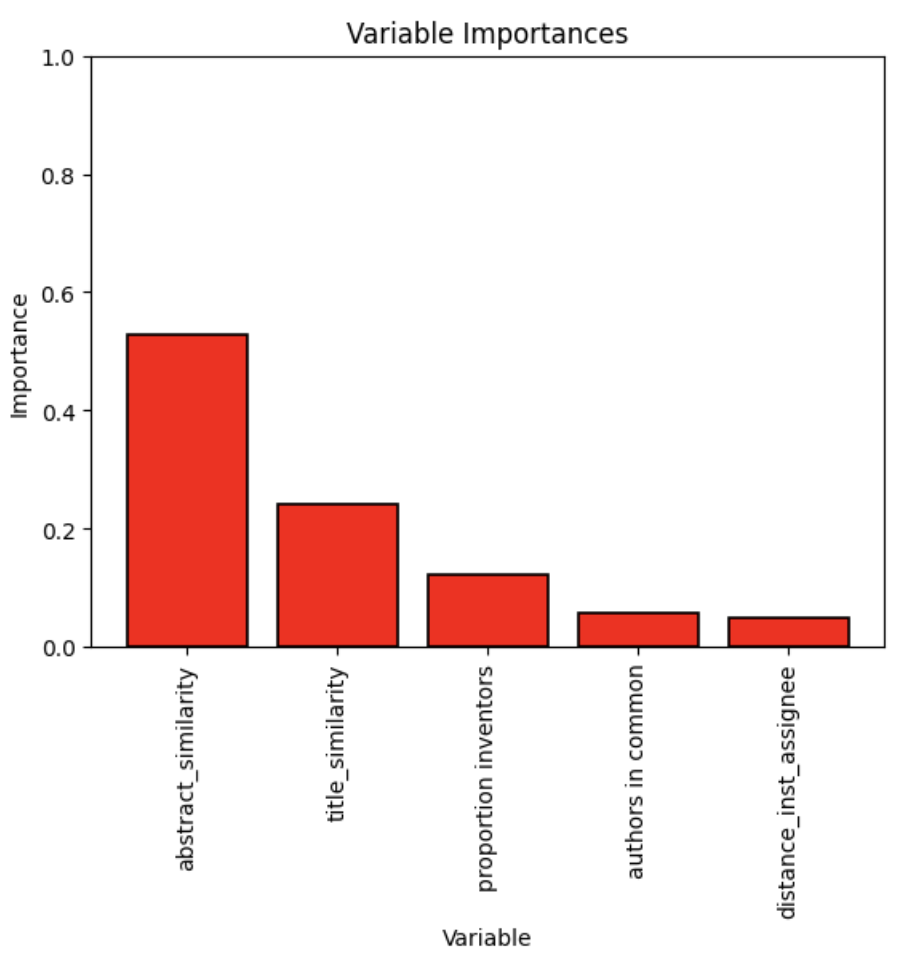 Variable Importances
1.0
0.8
0.6
0.4
0.2
0.0
Importance
abstract_similarity
title_similarity
proportion inventors
authors in common
distance_inst_assignee
Variable